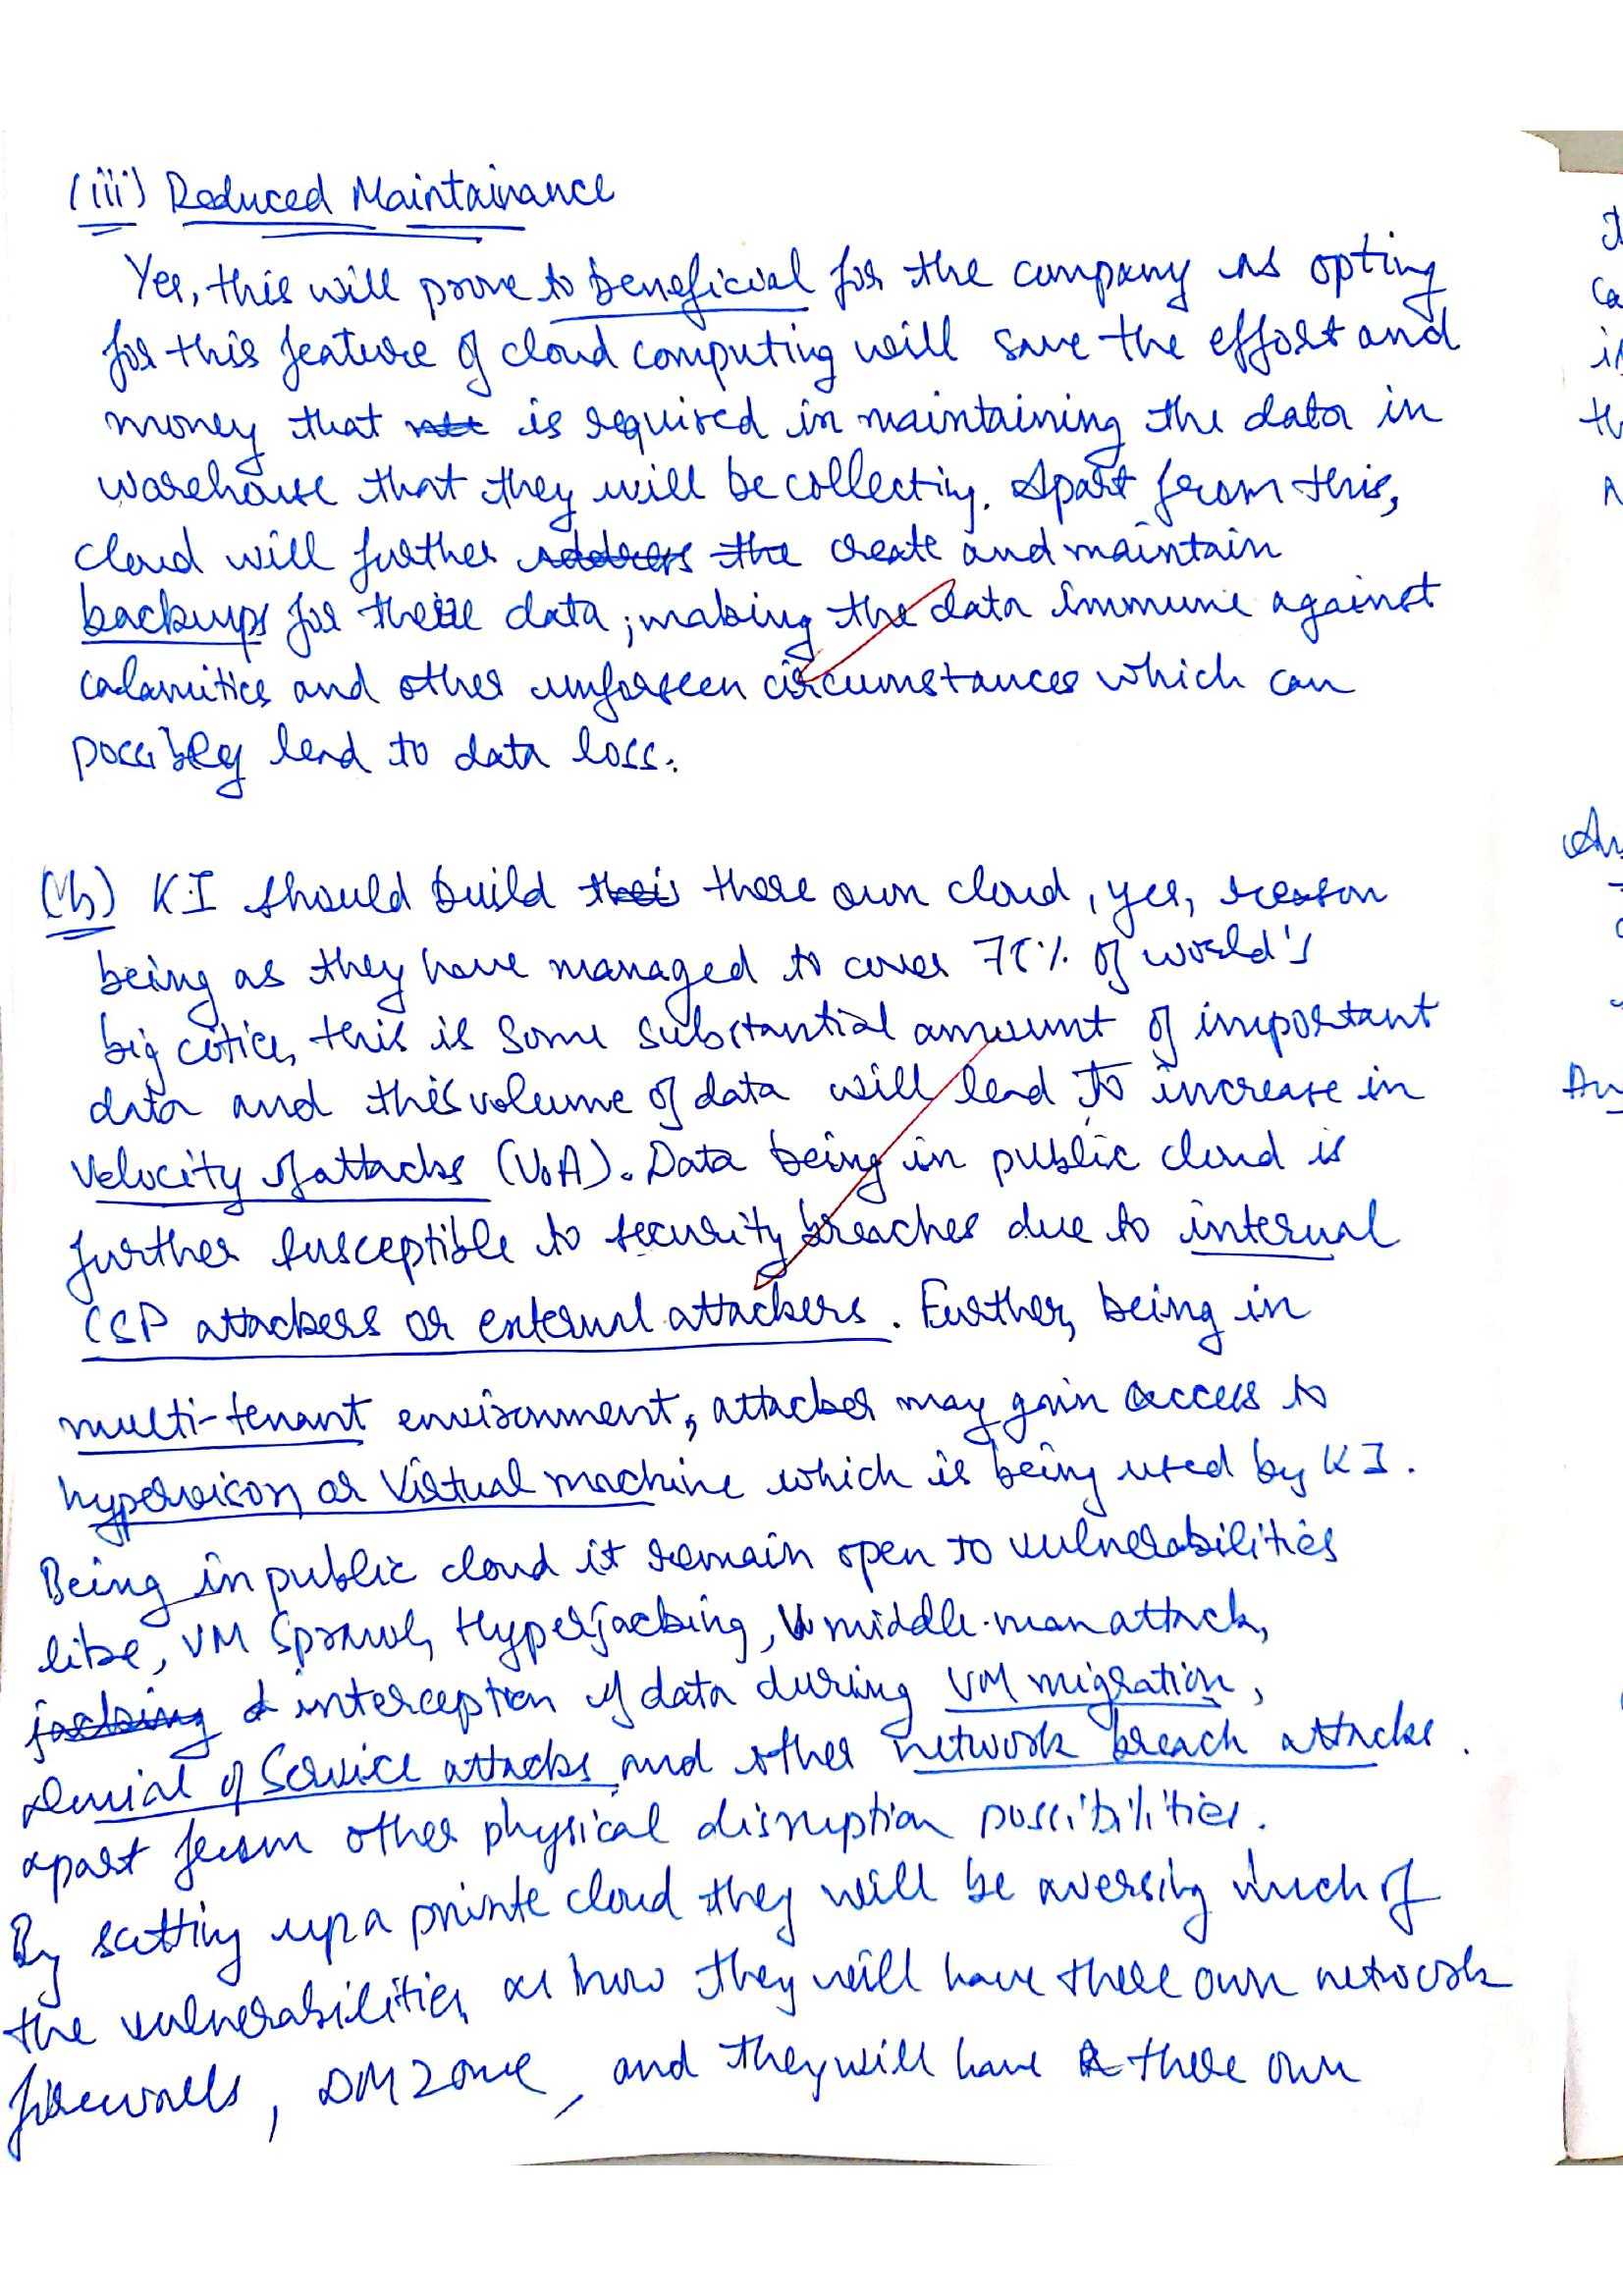 (iii) Reduced Maintainance
Yes, this will prove to beneficial for the company as opting
for this feature of cloud computing will save the effort and
money that is required in maintaining the data in
warehouse that they will be collecting. Apart from this,
cloud will further create and maintain
backups for these data, making the data immune against
calamities and other unforseen circumstances which can
possibly lead to data loss.
(b) K.I should build there own cloud, yes, reason
being as they have managed to cover 75% of world's
big cities, this is some substantial amount of important
data and this volume of data will lead to increase in
velocity of attacks (VoA). Data being in public cloud is
further susceptible to security breaches due to internal
CSP attackers or external attackers. Further, being in
multi-tenant environment, attacker may gain access to
hypervoison or Virtual machine which is being used by K I.
Being in public cloud it remain open to vulnerabilities
like, VM Sprawl, Hyperjacking, middle-man attack,
& interception of data during VM migration,
Denial of Service attacks and other network breach attacks.
apart from other physical disruption possibilities.
By setting up a private cloud they will be aversing much of
the vulnerabilities, as how they will have there own network
firewalls, DM Zone, and they will have there own
J
Ca
th
A
An
An